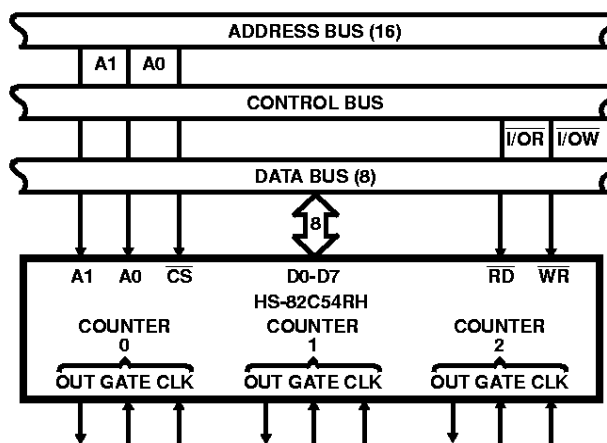 ADDRESS BUS (16)
A1 A0
CONTROL BUS
I/OR I/OW
DATA BUS (8)
8
A1 A0 CS D0-D7 RD WR
HS-82C54RH
COUNTER COUNTER COUNTER
0 1 2
OUT GATE CLK OUT GATE CLK OUT GATE CLK